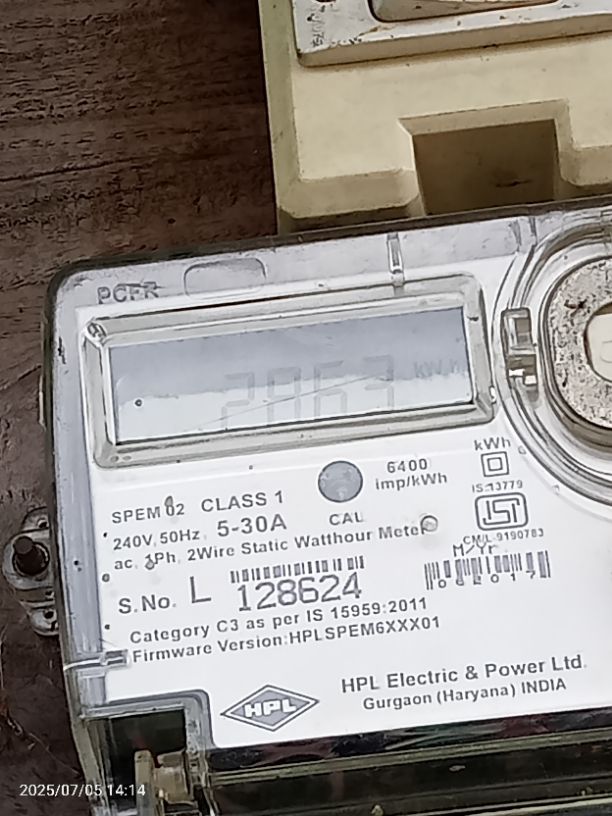 2063 kWh
6400
imp/kWh
kWh
SPEM 02 CLASS 1
IS:13779
240V, 50Hz, 5-30A CAL
ac, 1Ph, 2Wire Static Watthour Meter
CM/L-9190783
M/Yr.
062017
S.No. L 128624
Category C3 as per IS 15959:2011
Firmware Version:HPLSPEM6XXX01
HPL
HPL Electric & Power Ltd.
Gurgaon (Haryana) INDIA
2025/07/05 14:14